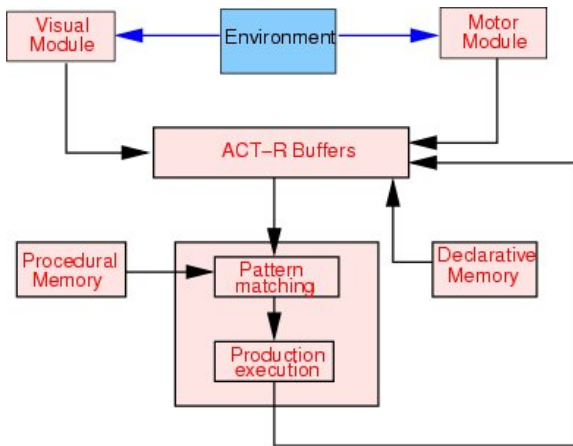 Visual
Module
Environment
Motor
Module
ACT-R Buffers
Procedural
Memory
Pattern
matching
Declarative
Memory
Production
execution